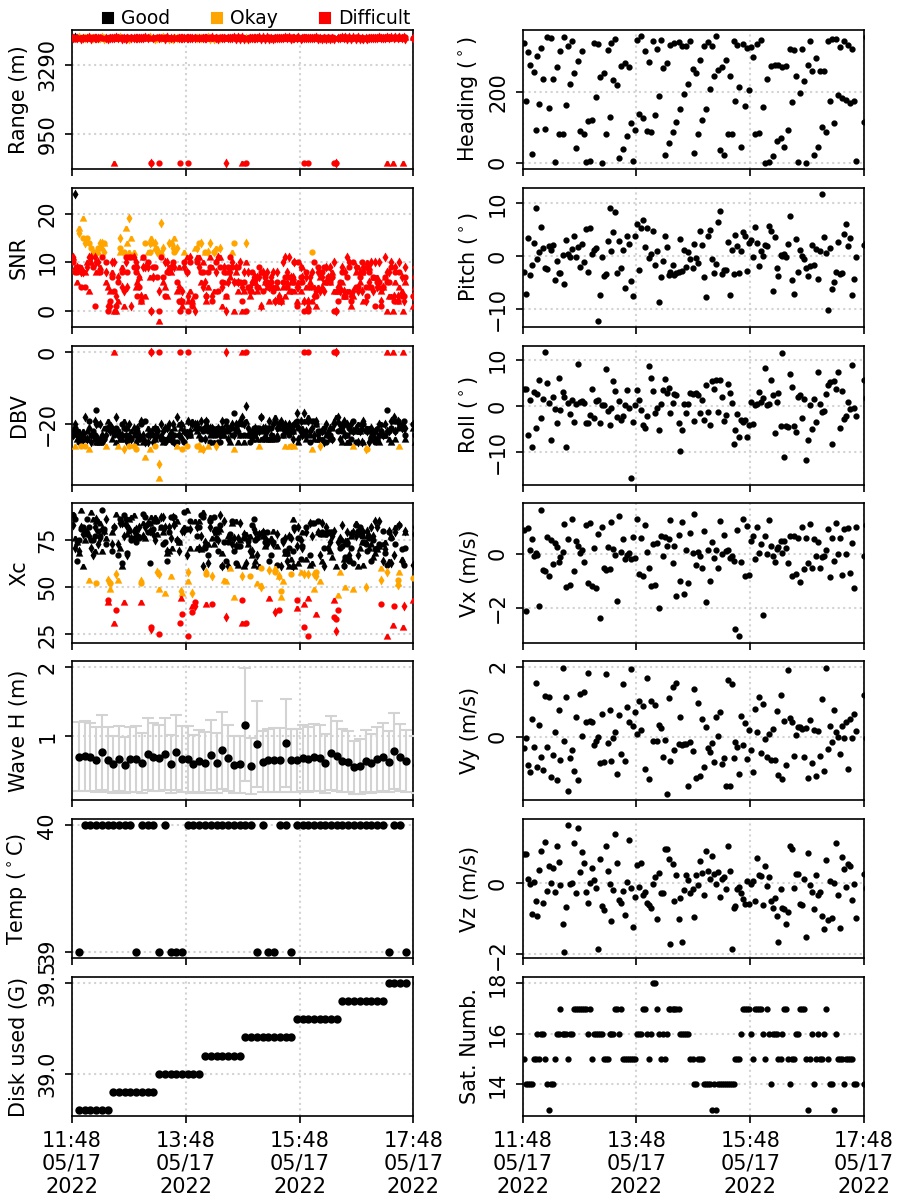 Good Okay Difficult
Range (m)
3290
950
Heading (°)
200
0
SNR
20
10
0
Pitch (°)
10
0
−10
DBV
0
−20
Roll (°)
10
0
−10
Xc
75
50
25
Vx (m/s)
0
−2
Wave H (m)
2
1
Vy (m/s)
2
0
Temp (°C)
40
39
Vz (m/s)
0
−2
Disk used (G)
39.5
39.0
Sat. Numb.
18
16
14
11:48 13:48 15:48 17:48
05/17 05/17 05/17 05/17
2022 2022 2022 2022
11:48 13:48 15:48 17:48
05/17 05/17 05/17 05/17
2022 2022 2022 2022